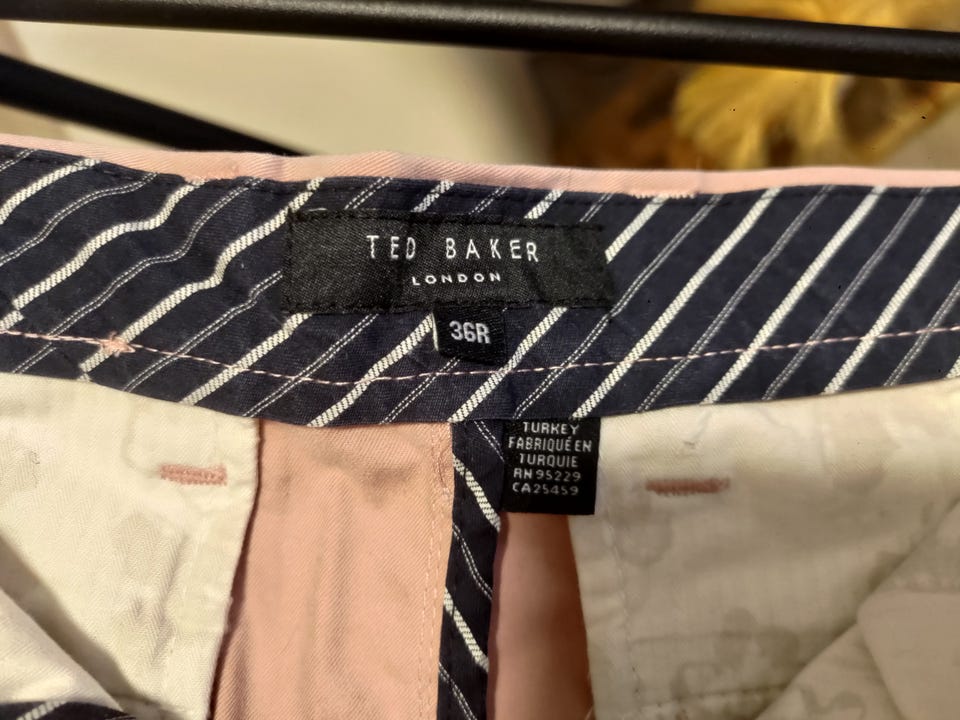 TED BAKER
LONDON
36R
TURKEY
FABRIQUÉ EN
TURQUIE
RN 95229
CA25459